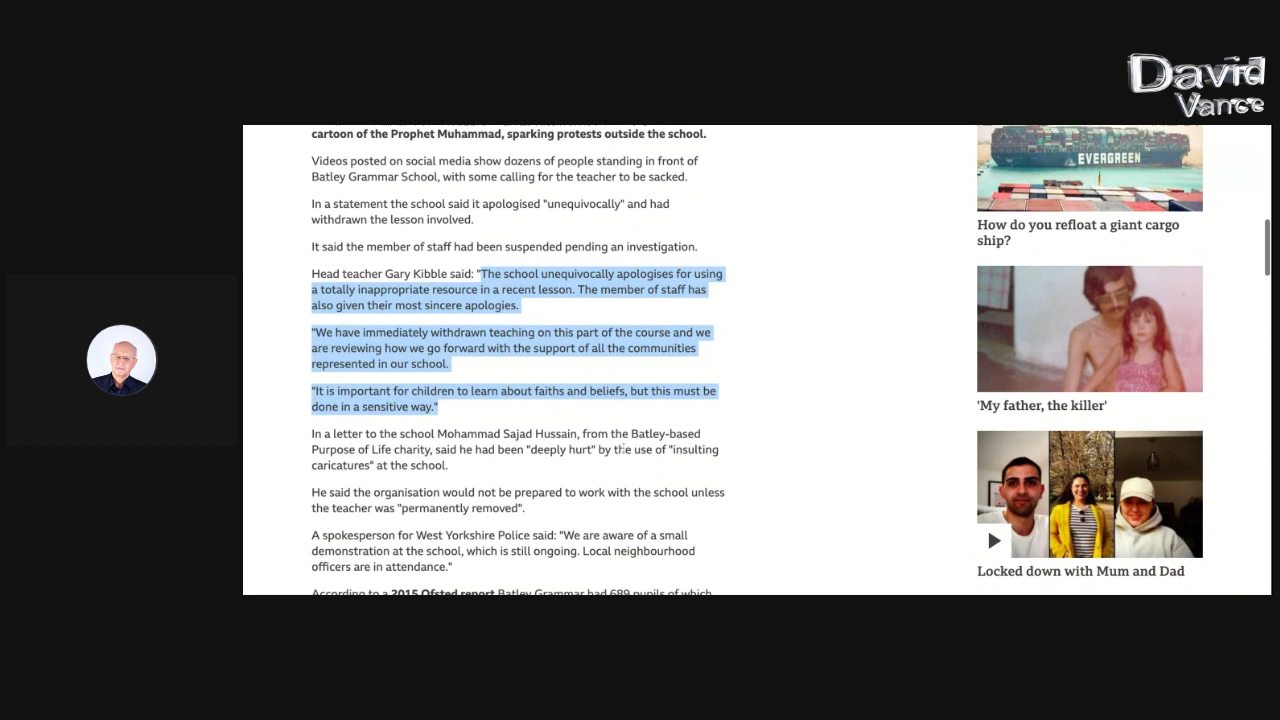 David
Vance
cartoon of the Prophet Muhammad, sparking protests outside the school.
Videos posted on social media show dozens of people standing in front of
Batley Grammar School, with some calling for the teacher to be sacked.
In a statement the school said it apologised "unequivocally" and had
withdrawn the lesson involved.
It said the member of staff had been suspended pending an investigation.
Head teacher Gary Kibble said: "The school unequivocally apologises for using
a totally inappropriate resource in a recent lesson. The member of staff has
also given their most sincere apologies.
"We have immediately withdrawn teaching on this part of the course and we
are reviewing how we go forward with the support of all the communities
represented in our school.
"It is important for children to learn about faiths and beliefs, but this must be
done in a sensitive way."
In a letter to the school Mohammad Sajad Hussain, from the Batley-based
Purpose of Life charity, said he had been "deeply hurt" by the use of "insulting
caricatures" at the school.
He said the organisation would not be prepared to work with the school unless
the teacher was "permanently removed".
A spokesperson for West Yorkshire Police said: "We are aware of a small
demonstration at the school, which is still ongoing. Local neighbourhood
officers are in attendance."
According to a 2015 Ofsted report Batley Grammar had 689 pupils of which
EVERGREEN
How do you refloat a giant cargo
ship?
'My father, the killer'
Locked down with Mum and Dad